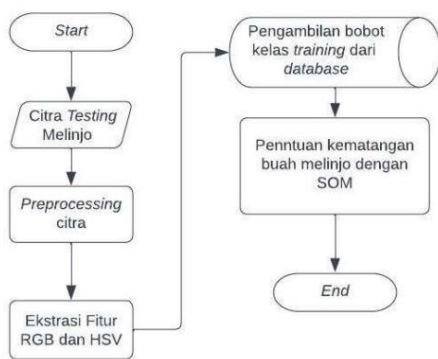 Start
Citra Testing
Melinjo
Preprocessing
citra
Ekstrasi Fitur
RGB dan HSV
Pengambilan bobot
kelas training dari
database
Penntuan kematangan
buah melinjo dengan
SOM
End